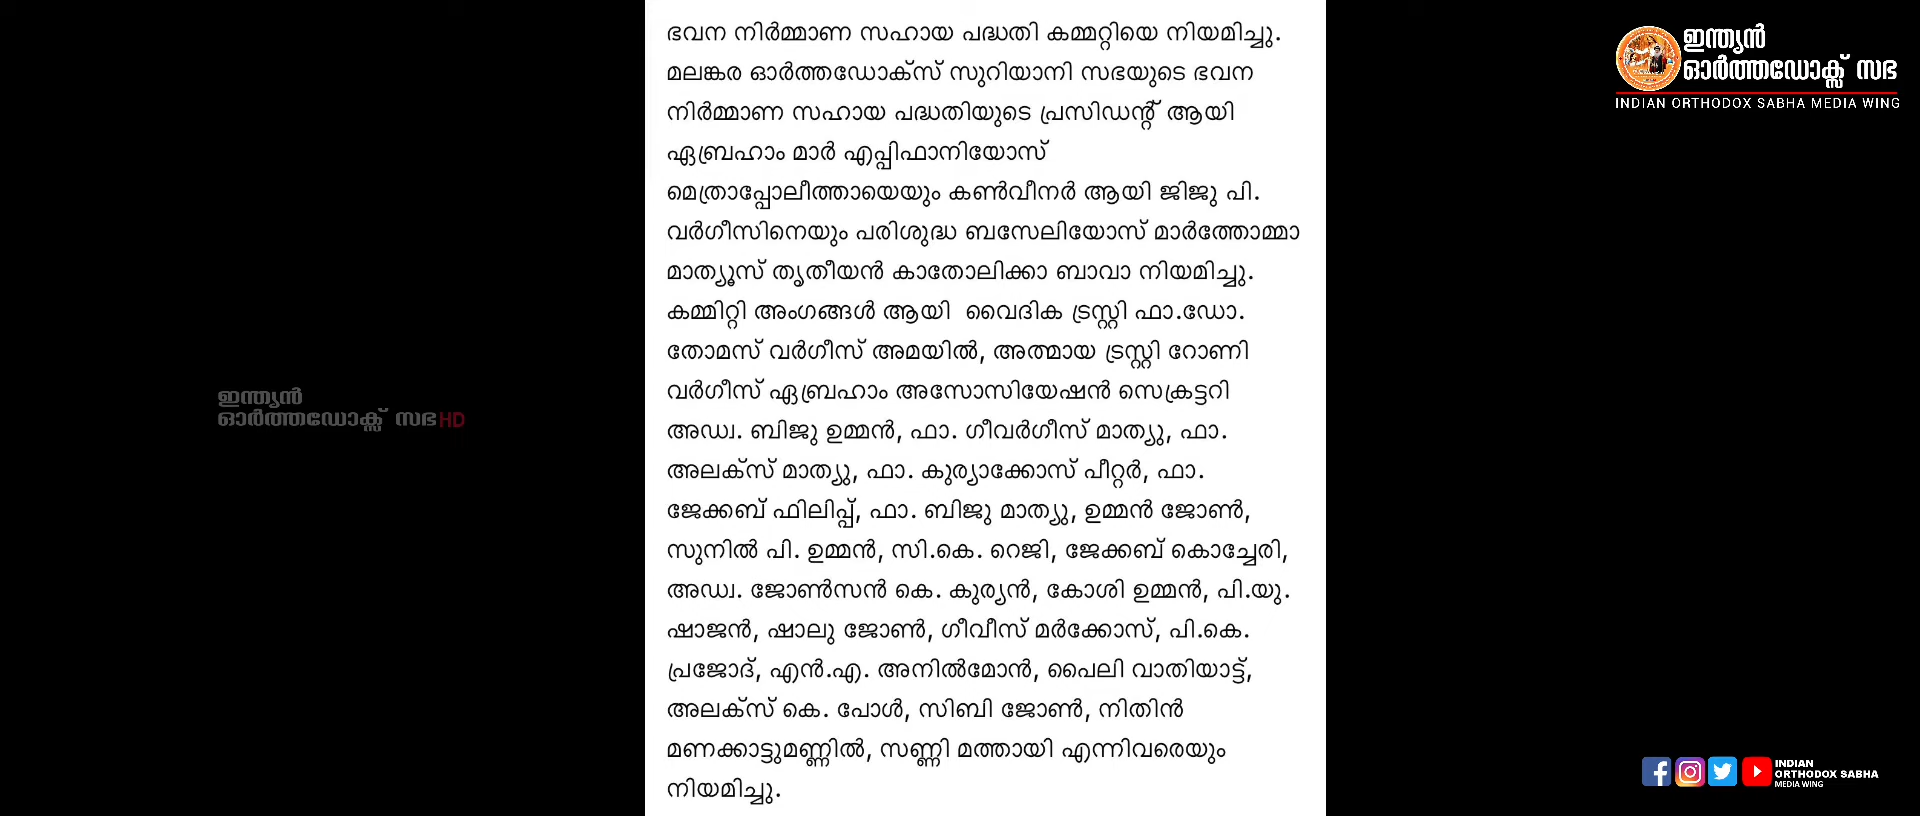 ഭവന നിർമ്മാണ സഹായ പദ്ധതി കമ്മറ്റിയെ നിയമിച്ചു.
മലങ്കര ഓർത്തഡോക്സ് സുറിയാനി സഭയുടെ ഭവന
നിർമ്മാണ സഹായ പദ്ധതിയുടെ പ്രസിഡന്റ് ആയി
ഏബ്രഹാം മാർ എപ്പിഫാനിയോസ്
മെത്രാപ്പോലീത്തായെയും കൺവീനർ ആയി ജിജു പി.
വർഗീസിനെയും പരിശുദ്ധ ബസേലിയോസ് മാർത്തോമ്മാ
മാത്യൂസ് തൃതീയൻ കാതോലിക്കാ ബാവാ നിയമിച്ചു.
കമ്മിറ്റി അംഗങ്ങൾ ആയി വൈദിക ട്രസ്റ്റി ഫാ.ഡോ.
തോമസ് വർഗീസ് അമയിൽ, അത്മായ ട്രസ്റ്റി റോണി
വർഗീസ് ഏബ്രഹാം അസോസിയേഷൻ സെക്രട്ടറി
അഡ്വ. ബിജു ഉമ്മൻ, ഫാ. ഗീവർഗീസ് മാത്യു, ഫാ.
അലക്സ് മാത്യു, ഫാ. കുര്യാക്കോസ് പീറ്റർ, ഫാ.
ജേക്കബ് ഫിലിപ്പ്, ഫാ. ബിജു മാത്യു, ഉമ്മൻ ജോൺ,
സുനിൽ പി. ഉമ്മൻ, സി.കെ. റെജി, ജേക്കബ് കൊച്ചേരി,
അഡ്വ. ജോൺസൻ കെ. കുര്യൻ, കോശി ഉമ്മൻ, പി.യു.
ഷാജൻ, ഷാലു ജോൺ, ഗീവീസ് മർക്കോസ്, പി.കെ.
പ്രജോദ്, എൻ.എ. അനിൽമോൻ, പൈലി വാതിയാട്ട്,
അലക്സ് കെ. പോൾ, സിബി ജോൺ, നിതിൻ
മണക്കാട്ടുമണ്ണിൽ, സണ്ണി മത്തായി എന്നിവരെയും
നിയമിച്ചു.
ഇന്ത്യൻ
ഓർത്തഡോക്സ് സഭ
INDIAN ORTHODOX SABHA MEDIA WING
ഇന്ത്യൻ
ഓർത്തഡോക്സ് സഭ HD
INDIAN
ORTHODOX SABHA
MEDIA WING